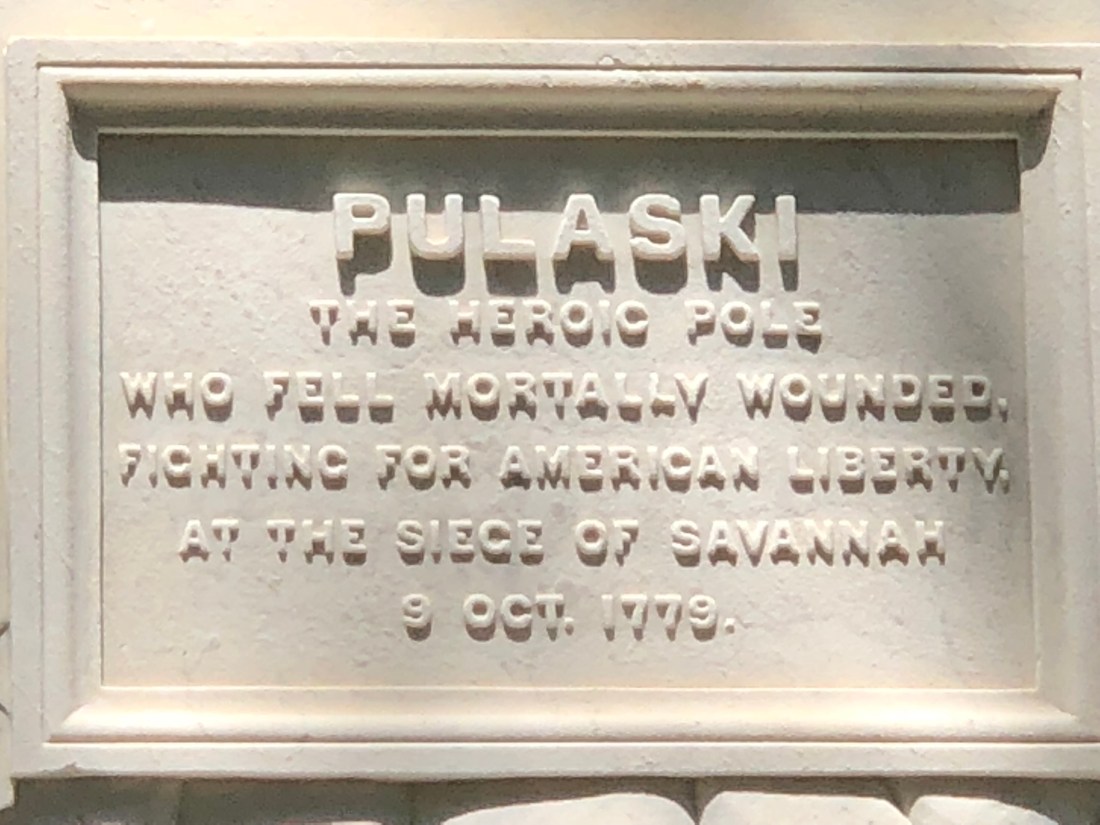 PULASKI
THE HEROIC POLE
WHO FELL MORTALLY WOUNDED,
FIGHTING FOR AMERICAN LIBERTY,
AT THE SIEGE OF SAVANNAH
9 OCT. 1779.